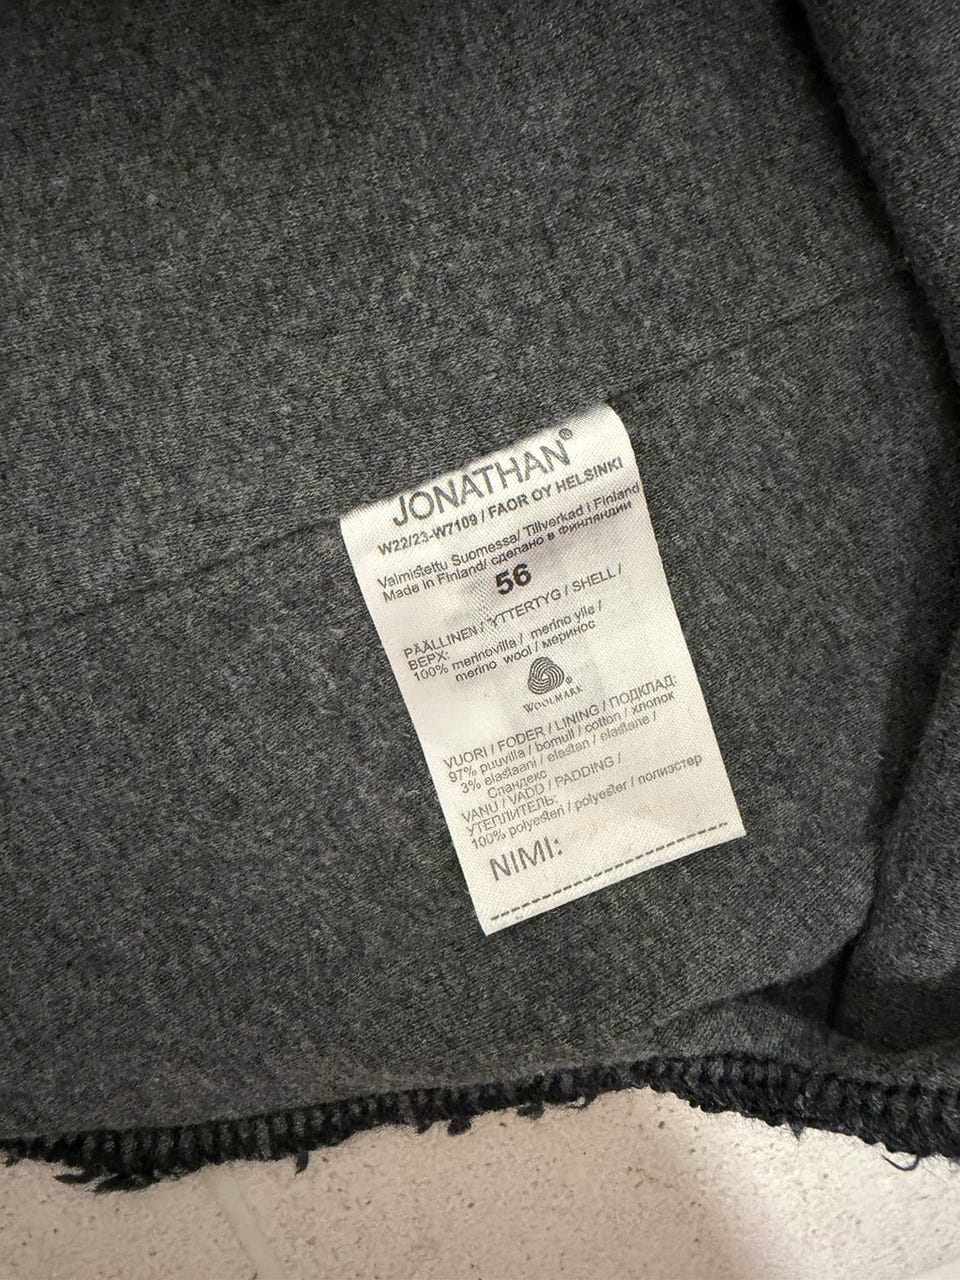 JONATHAN®
W22/23-W7109 / FAOR OY HELSINKI
Valmistettu Suomessa/ Tillverkad i Finland
Made in Finland/ сделано в Финляндии
56
PÄÄLLINEN / YTTERTYG / SHELL /
ВЕРХ:
100% merinovilla / merino ylle /
merino wool / меринос
WOOLMARK®
VUORI / FODER / LINING / ПОДКЛАД:
97% puuvilla / bomull / cotton / хлопок
3% elastaani / elastan / elastane /
Спандекс
VANU / VADD / PADDING /
УТЕПЛИТЕЛЬ:
100% polyesteri / polyester / полиэстер
NIMI: